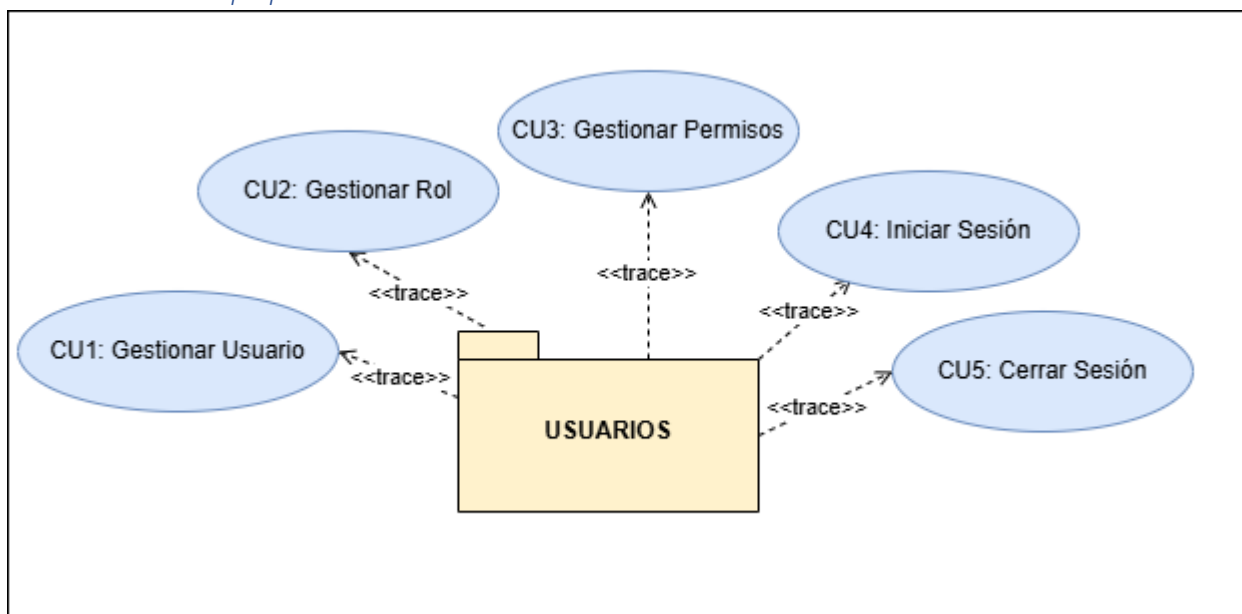 CU3: Gestionar Permisos
CU2: Gestionar Rol
CU4: Iniciar Sesión
<<trace>>
<<trace>>
<<trace>>
CU1: Gestionar Usuario
CU5: Cerrar Sesión
<<trace>>
<<trace>>
USUARIOS